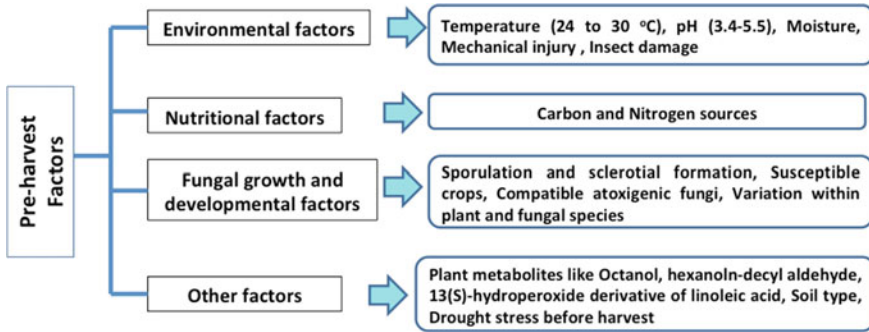 Pre-harvest
Factors
Environmental factors
Temperature (24 to 30 °C), pH (3.4-5.5), Moisture,
Mechanical injury , Insect damage
Nutritional factors
Carbon and Nitrogen sources
Fungal growth and
developmental factors
Sporulation and sclerotial formation, Susceptible
crops, Compatible atoxigenic fungi, Variation within
plant and fungal species
Other factors
Plant metabolites like Octanol, hexanoln-decyl aldehyde,
13(S)-hydroperoxide derivative of linoleic acid, Soil type,
Drought stress before harvest